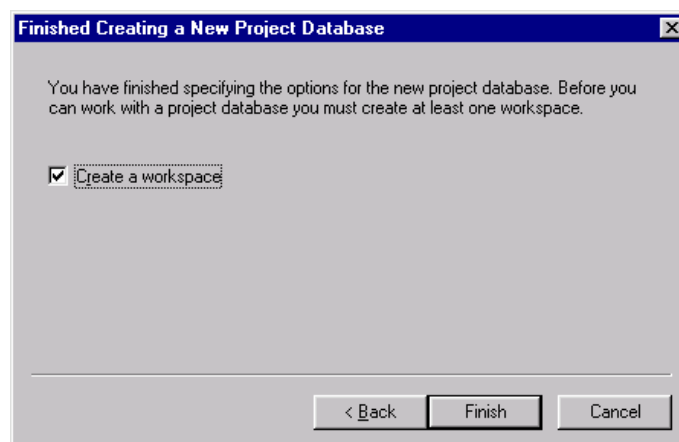 Finished Creating a New Project Database
You have finished specifying the options for the new project database. Before you
can work with a project database you must create at least one workspace.
Create a workspace
< Back Finish Cancel